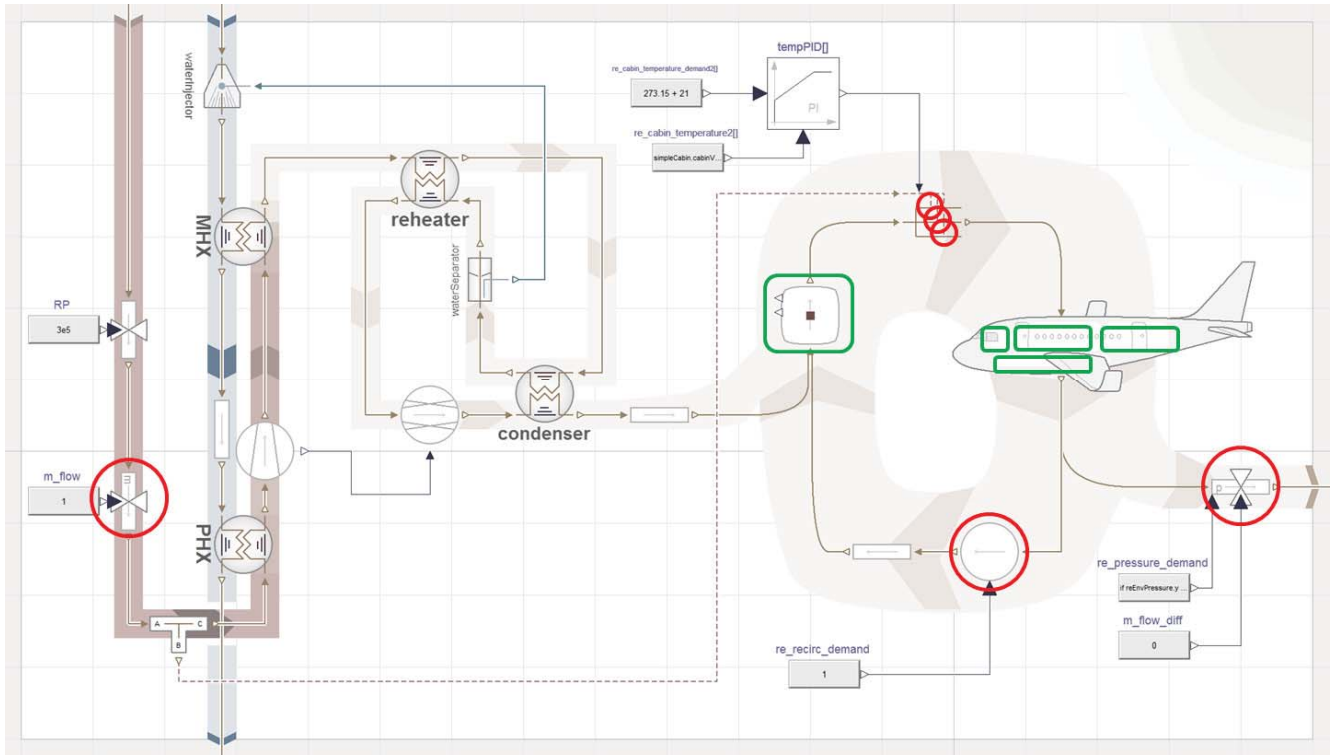 tempPID[]
re_cabin_temperature_demand2[]
273.15 + 21
PI
re_cabin_temperature2[]
simpleCabin.cabinV...
waterInjector
reheater
MHX
waterSeparator
RP
3e5
condenser
m_flow
1
m
PHX
p
re_pressure_demand
if reEnvPressure.y ...
A C
B
re_recirc_demand
1
m_flow_diff
0